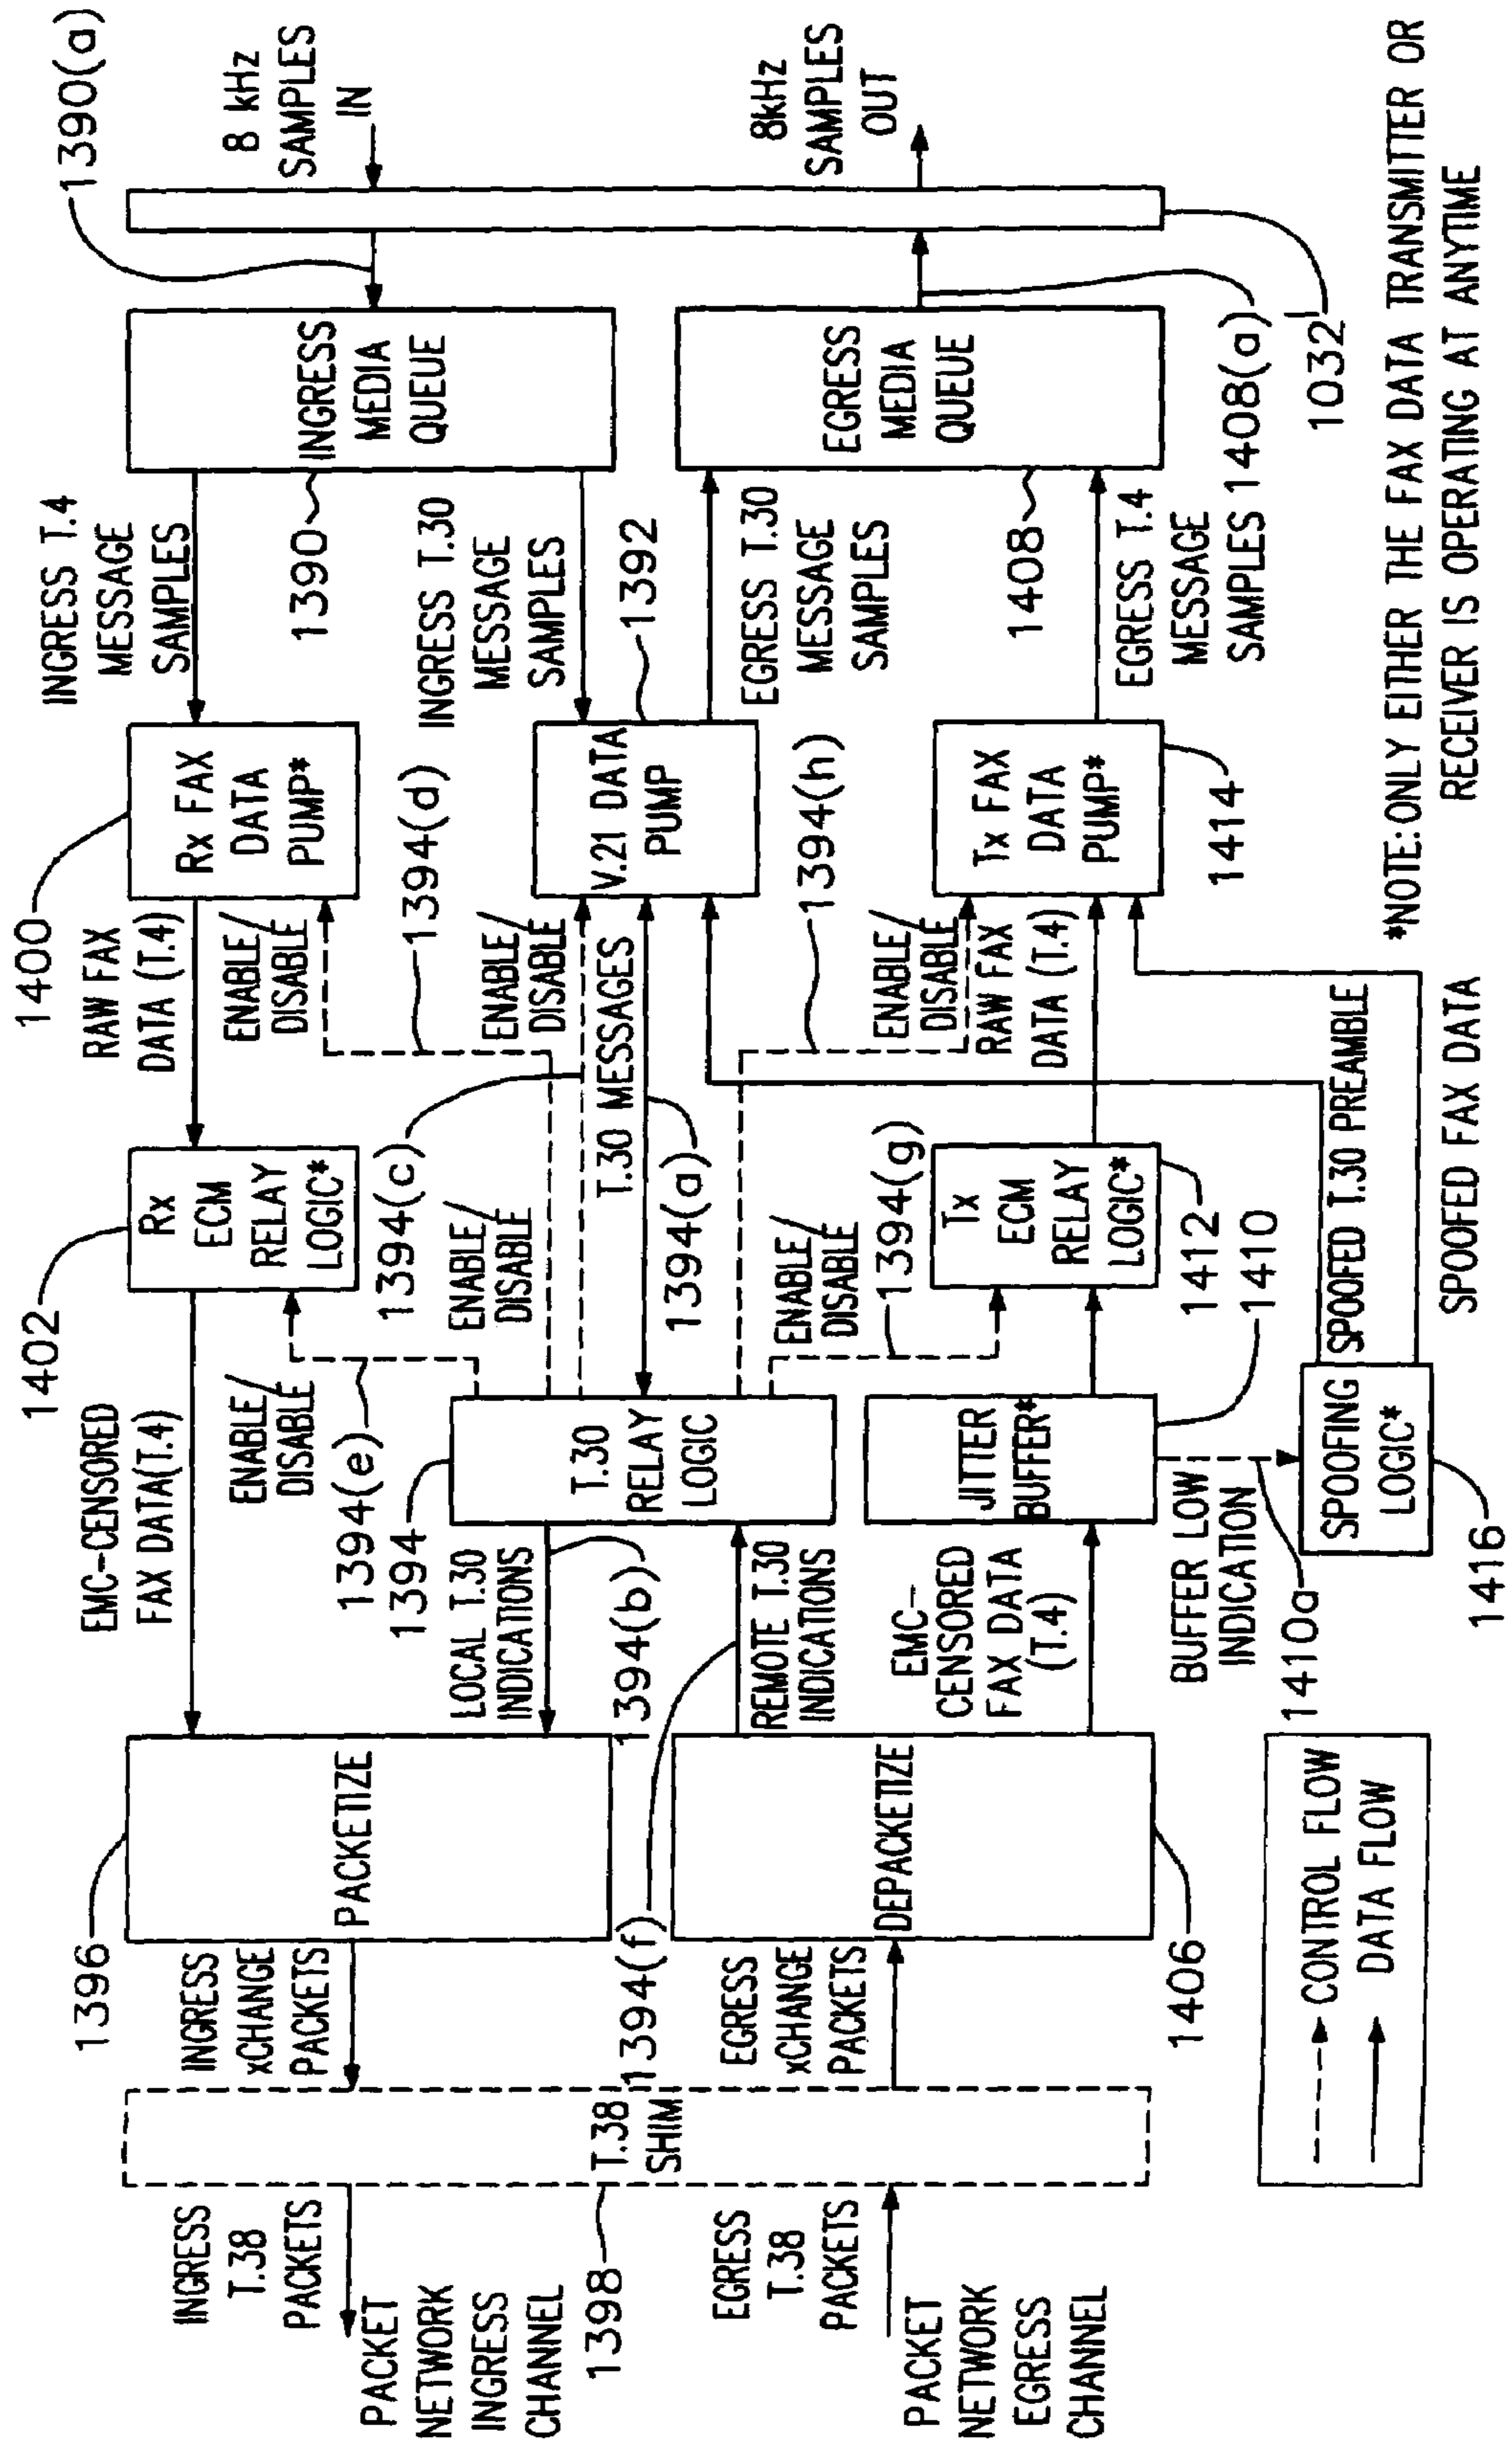 8 kHz
SAMPLES
IN
1390(a)
INGRESS
MEDIA
QUEUE
INGRESS T.4
MESSAGE
SAMPLES
1390
INGRESS T.30
MESSAGE
SAMPLES
1400
Rx FAX
DATA
PUMP*
RAW FAX
DATA (T.4)
ENABLE/
DISABLE
1394(d)
1402
Rx
ECM
RELAY
LOGIC*
EMC-CENSORED
FAX DATA(T.4)
ENABLE/
DISABLE
1394(e)
1394(c)
ENABLE/
DISABLE
ENABLE/
DISABLE
V.21 DATA
PUMP
1392
T.30 MESSAGES
1394(a)
1394
T.30
RELAY
LOGIC
LOCAL T.30
INDICATIONS
1394(b)
1396
PACKETIZE
INGRESS
xCHANGE
PACKETS
T.38
SHIM
1398
INGRESS
T.38
PACKETS
PACKET
NETWORK
INGRESS
CHANNEL
8kHz
SAMPLES
OUT
EGRESS
MEDIA
QUEUE
1408
1408(a)
1032'
EGRESS T.30
MESSAGE
SAMPLES
EGRESS T.4
MESSAGE
SAMPLES
1394(h)
Tx FAX
DATA
PUMP*
1414
ENABLE/
DISABLE
RAW FAX
DATA (T.4)
1394(g)
ENABLE/
DISABLE
Tx
ECM
RELAY
LOGIC*
1412
1410
JITTER
BUFFER*
REMOTE T.30
INDICATIONS
1394(f)
EMC-
CENSORED
FAX DATA
(T.4)
BUFFER LOW
INDICATION
1410a
SPOOFING
LOGIC*
1416
SPOOFED T.30 PREAMBLE
SPOOFED FAX DATA
DEPACKETIZE
1406
EGRESS
xCHANGE
PACKETS
EGRESS
T.38
PACKETS
PACKET
NETWORK
EGRESS
CHANNEL
CONTROL FLOW
DATA FLOW
*NOTE:ONLY EITHER THE FAX DATA TRANSMITTER OR
RECEIVER IS OPERATING AT ANYTIME